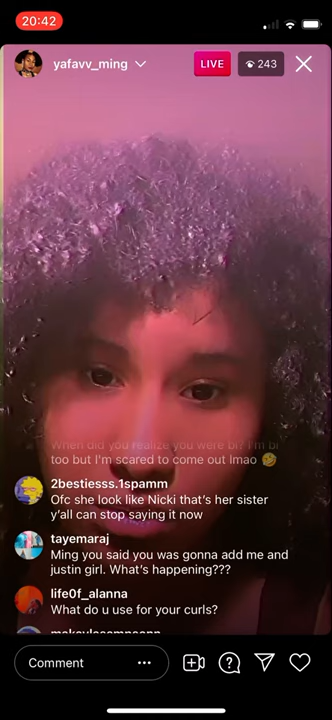 20:42
yafavv_ming
LIVE
243
When did you realize you were bi? I'm bi
too but I'm scared to come out lmao 🤣
2bestiesss.1spamm
Ofc she look like Nicki that's her sister
y'all can stop saying it now
tayemaraj
Ming you said you was gonna add me and
justin girl. What's happening???
life0f_alanna
What do u use for your curls?
Comment